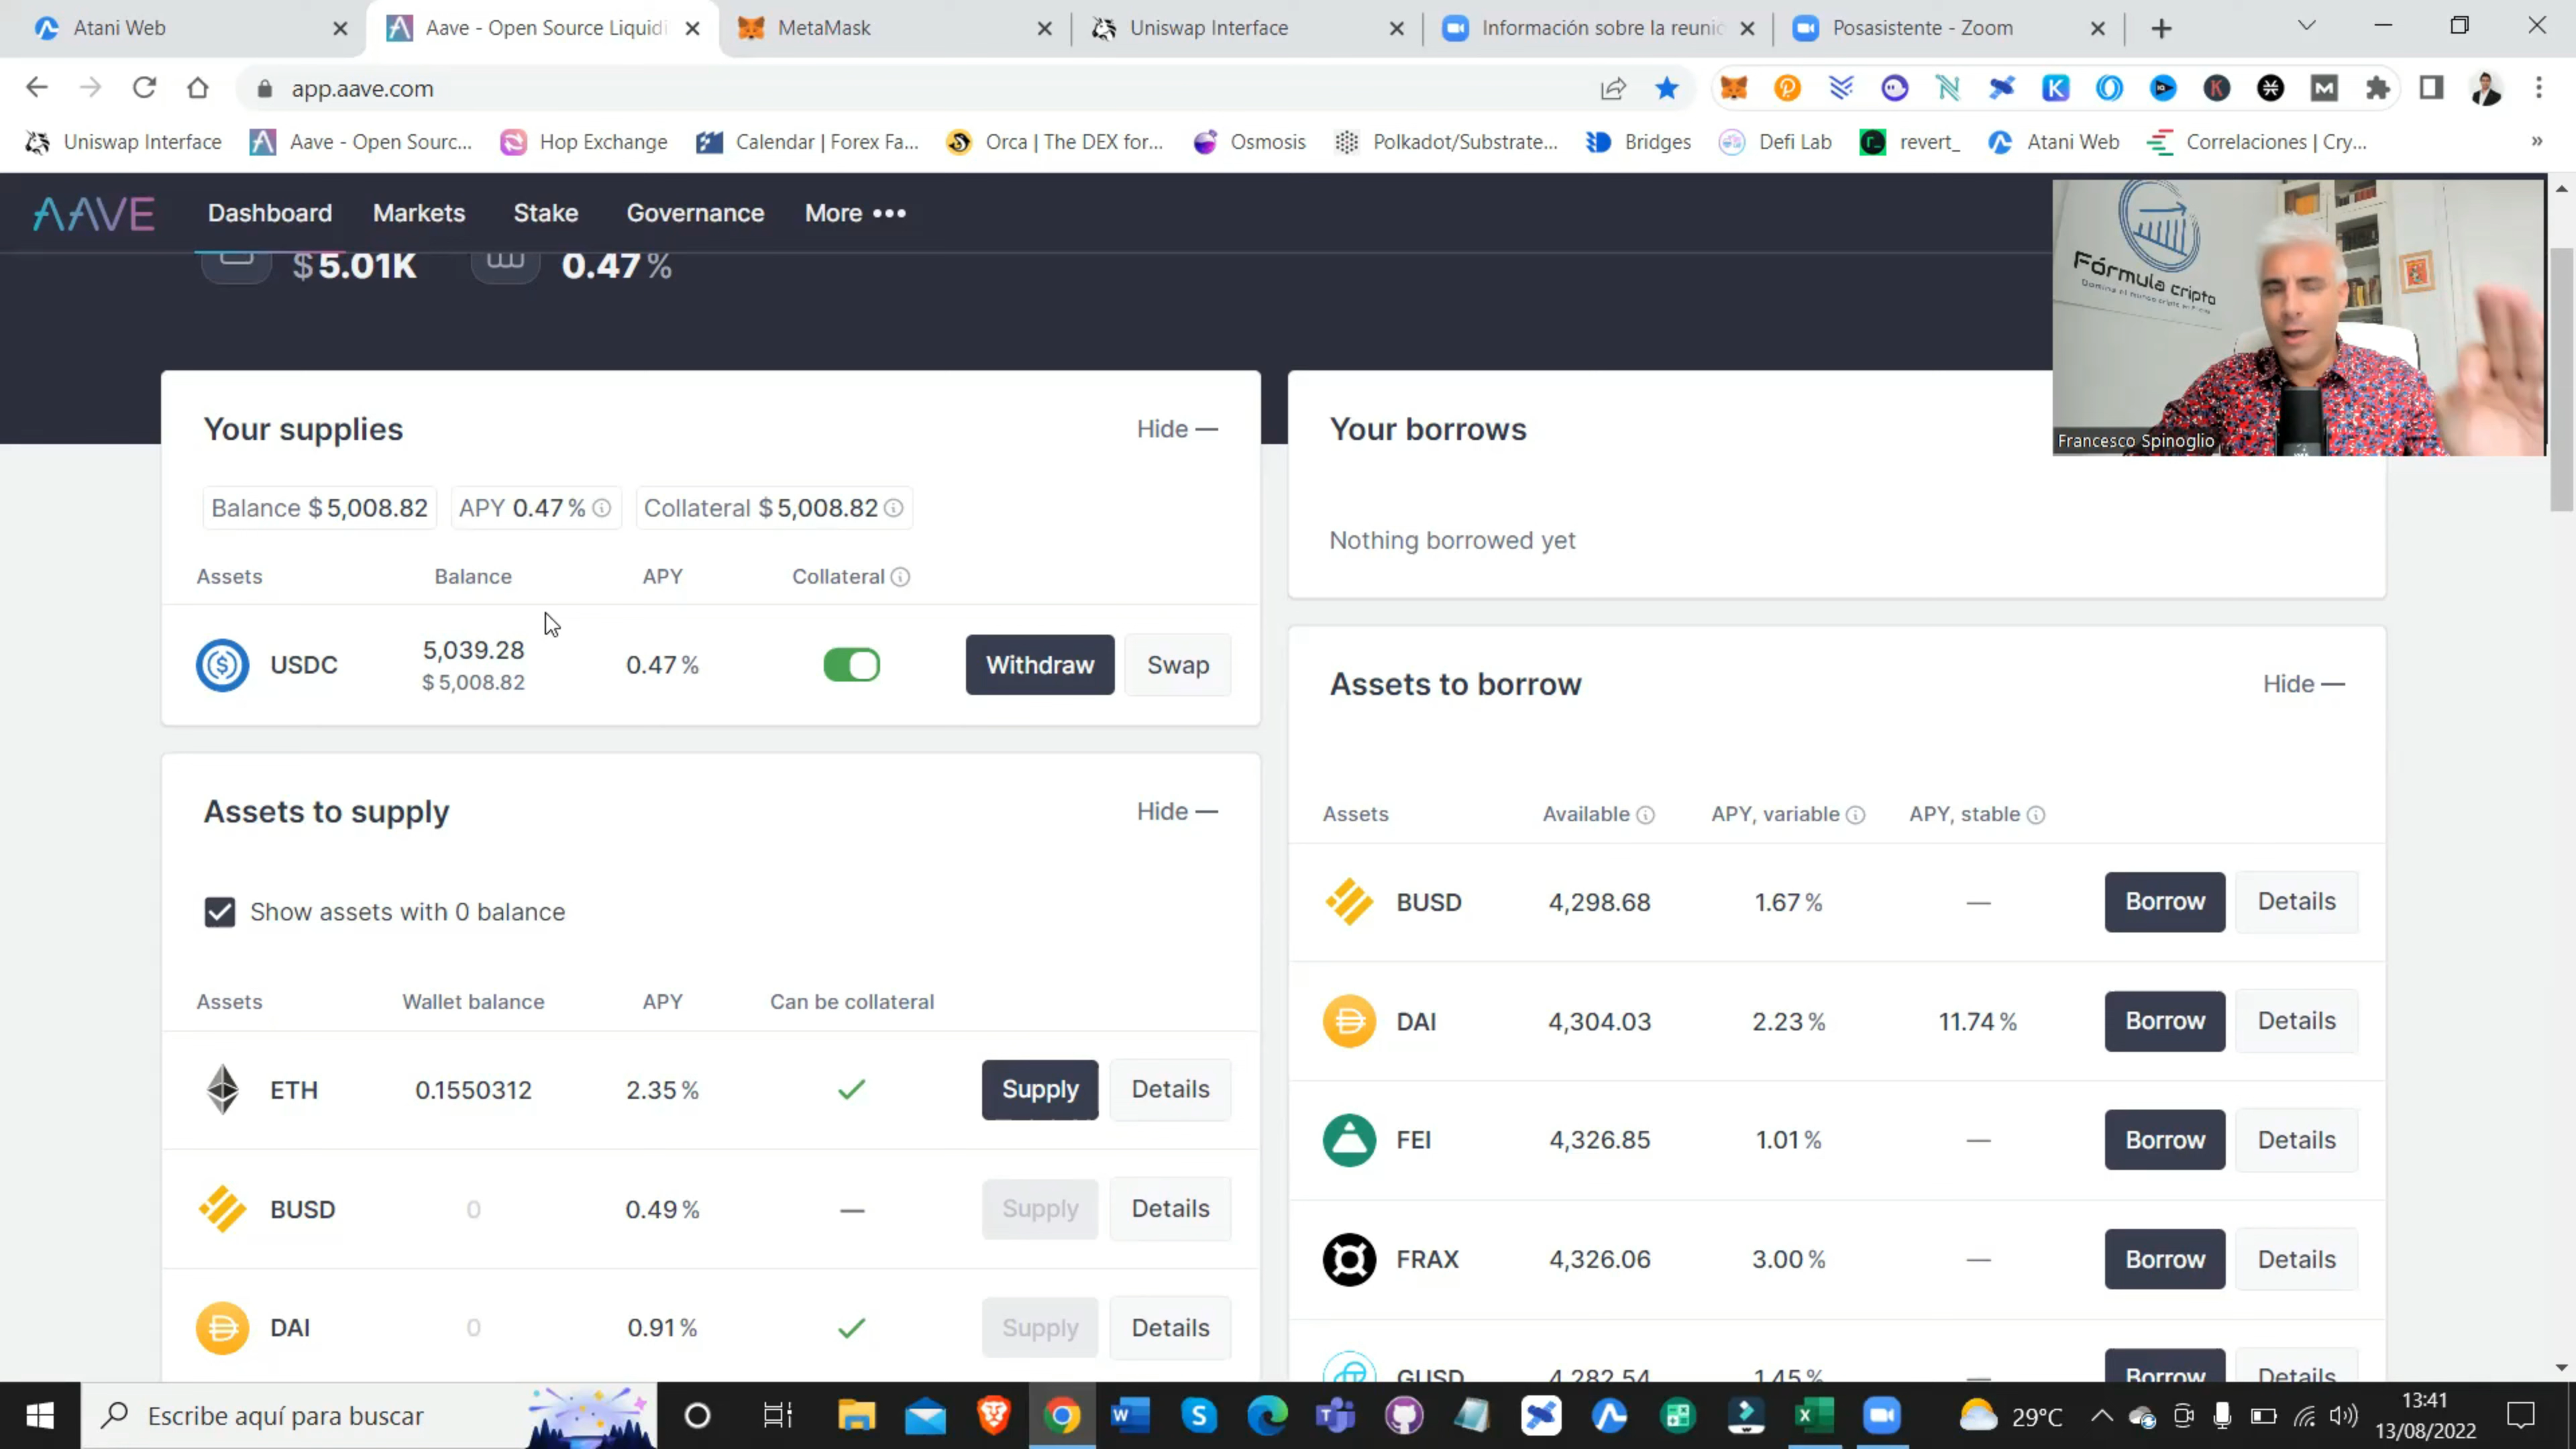 Atani Web
Aave - Open Source Liquidi
MetaMask
Uniswap Interface
Información sobre la reunio
Posasistente - Zoom
app.aave.com
Uniswap Interface
Aave - Open Sourc...
Hop Exchange
Calendar | Forex Fa...
Orca | The DEX for...
Osmosis
Polkadot/Substrate...
Bridges
Defi Lab
revert_
Atani Web
Correlaciones | Cry...
»
AAVE
Dashboard
Markets
Stake
Governance
More •••
$ 5.01K
0.47 %
Fórmula cripto
Francesco Spinoglio
Your supplies
Hide —
Balance $ 5,008.82
APY 0.47 %
Collateral $ 5,008.82
Assets Balance APY Collateral
USDC 5,039.28 0.47 % Withdraw Swap
$ 5,008.82
Assets to supply
Hide —
Show assets with 0 balance
Assets Wallet balance APY Can be collateral
ETH 0.1550312 2.35 % Supply Details
BUSD 0 0.49 % — Supply Details
DAI 0 0.91 % Supply Details
Your borrows
Nothing borrowed yet
Assets to borrow
Hide —
Assets Available APY, variable APY, stable
BUSD 4,298.68 1.67 % — Borrow Details
DAI 4,304.03 2.23 % 11.74 % Borrow Details
FEI 4,326.85 1.01 % — Borrow Details
FRAX 4,326.06 3.00 % — Borrow Details
GUSD 4,282.54 1.45 % — Borrow Details
Escribe aquí para buscar
29°C
13:41
13/08/2022